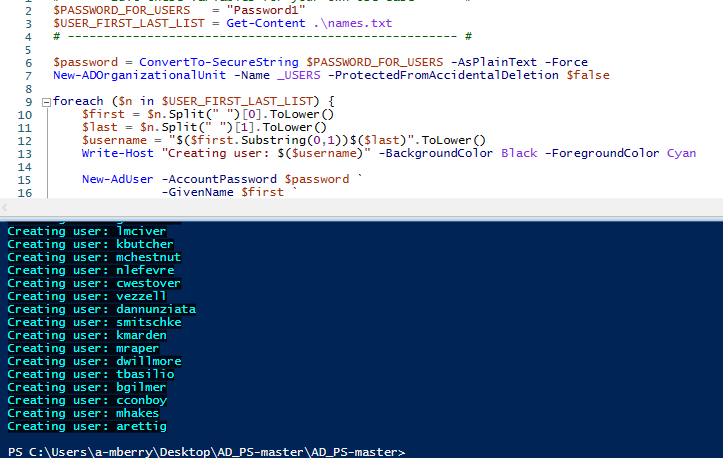 2 $PASSWORD_FOR_USERS = "Password1"
3 $USER_FIRST_LAST_LIST = Get-Content .\names.txt
4 # ------------------------------------------------------ #
5
6 $password = ConvertTo-SecureString $PASSWORD_FOR_USERS -AsPlainText -Force
7 New-ADOrganizationalUnit -Name _USERS -ProtectedFromAccidentalDeletion $false
8
9 foreach ($n in $USER_FIRST_LAST_LIST) {
10 $first = $n.Split(" ")[0].ToLower()
11 $last = $n.Split(" ")[1].ToLower()
12 $username = "$($first.Substring(0,1))$($last)".ToLower()
13 Write-Host "Creating user: $($username)" -BackgroundColor Black -ForegroundColor Cyan
14
15 New-AdUser -AccountPassword $password `
16 -GivenName $first `
Creating user: lmciver
Creating user: kbutcher
Creating user: mchestnut
Creating user: nlefevre
Creating user: cwestover
Creating user: vezzell
Creating user: dannunziata
Creating user: smitschke
Creating user: kmarden
Creating user: mraper
Creating user: dwillmore
Creating user: tbasilio
Creating user: bgilmer
Creating user: cconboy
Creating user: mhakes
Creating user: arettig
PS C:\Users\a-mberry\Desktop\AD_PS-master\AD_PS-master>